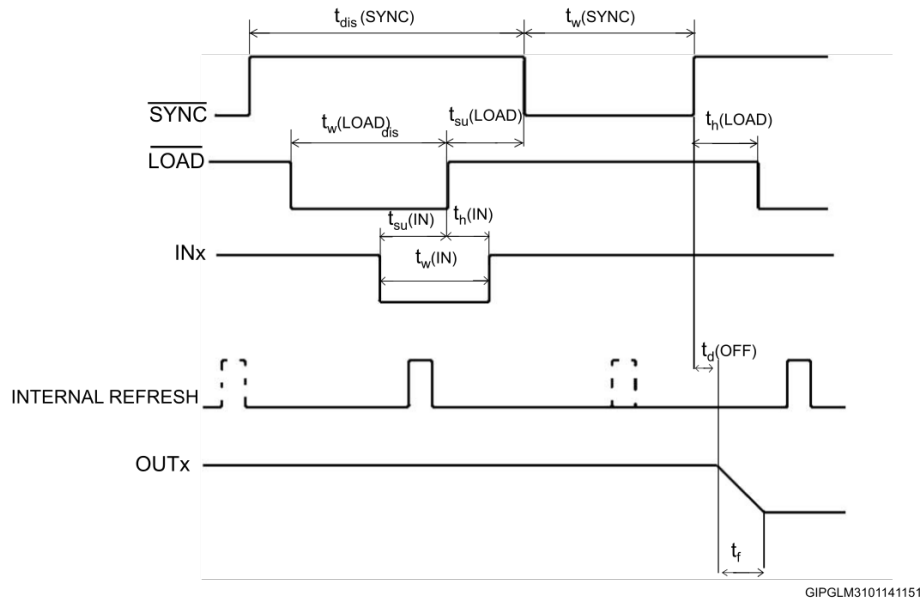 tdis(SYNC)
tw(SYNC)
SYNC
tw(LOAD)dis
tsu(LOAD)
th(LOAD)
LOAD
tsu(IN)
th(IN)
INx
tw(IN)
td(OFF)
INTERNAL REFRESH
OUTx
tf
GIPGLM3101141151